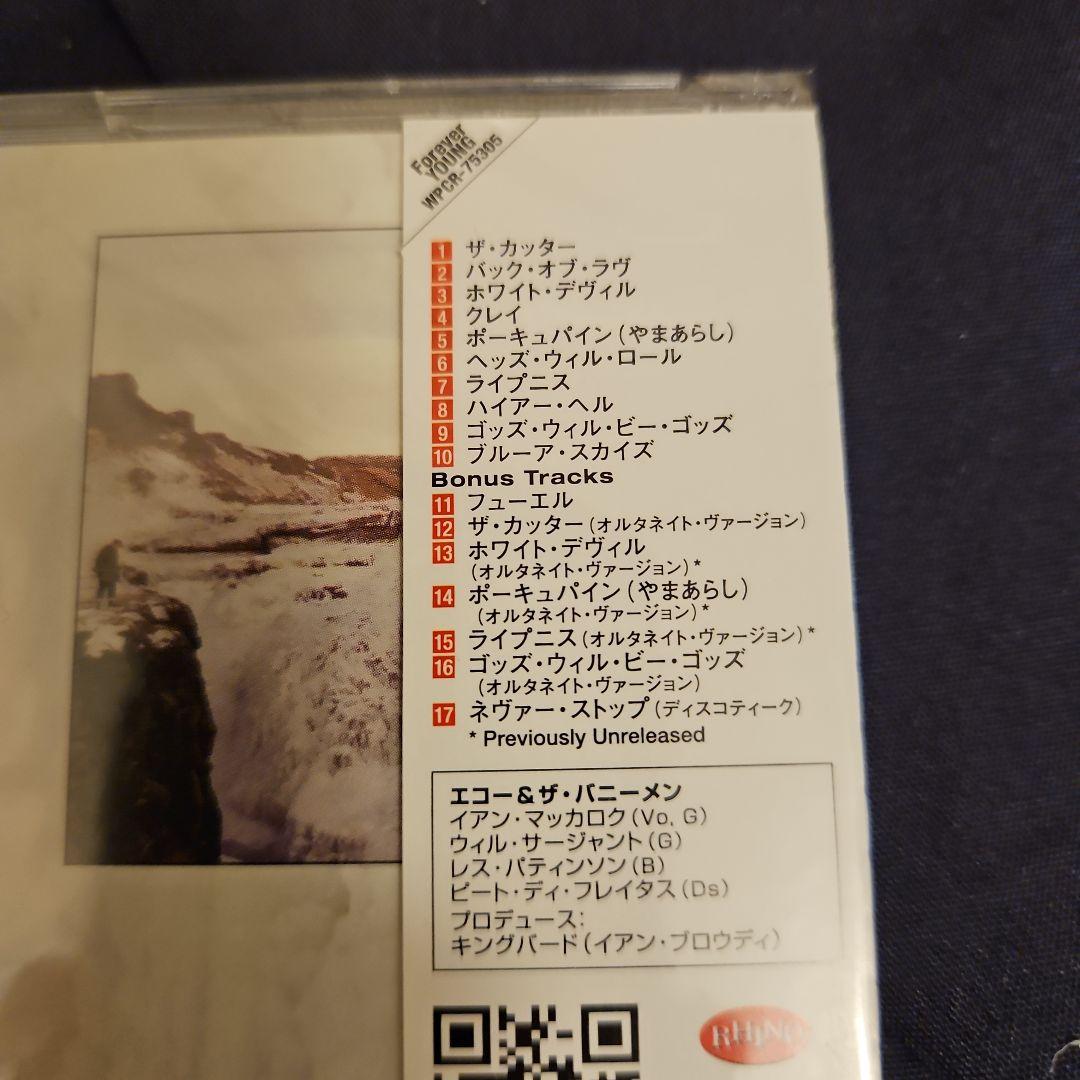 Forever
YOUNG
WPCR-75305
1 ザ・カッター
2 バック・オブ・ラヴ
3 ホワイト・デヴィル
4 クレイ
5 ポーキュパイン(やまあらし)
6 ヘッズ・ウィル・ロール
7 ライプニス
8 ハイアー・ヘル
9 ゴッズ・ウィル・ビー・ゴッズ
10 ブルーア・スカイズ
Bonus Tracks
11 フューエル
12 ザ・カッター(オルタネイト・ヴァージョン)
13 ホワイト・デヴィル
(オルタネイト・ヴァージョン)*
14 ポーキュパイン(やまあらし)
(オルタネイト・ヴァージョン)*
15 ライプニス(オルタネイト・ヴァージョン)*
16 ゴッズ・ウィル・ビー・ゴッズ
(オルタネイト・ヴァージョン)
17 ネヴァー・ストップ(ディスコティーク)
* Previously Unreleased
エコー&ザ・バニーメン
イアン・マッカロク(Vo, G)
ウィル・サージャント(G)
レス・パティンソン(B)
ピート・ディ・フレイタス(Ds)
プロデュース:
キングバード(イアン・ブロウディ)
RHINO